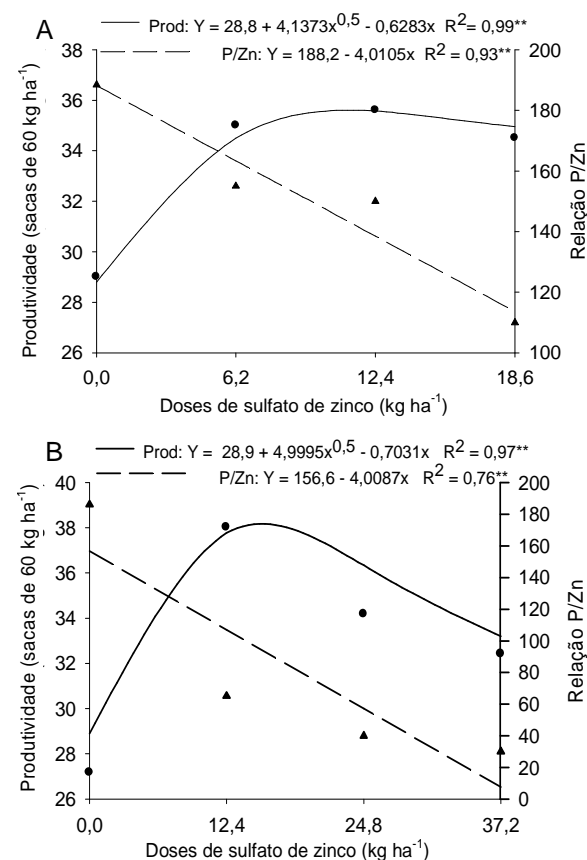 A
Prod: Y = 28,8 + 4,1373x^0,5 - 0,6283x R² = 0,99**
P/Zn: Y = 188,2 - 4,0105x R² = 0,93**
Produtividade (sacas de 60 kg ha⁻¹)
38
36
34
32
30
28
26
200
180
160
140
120
100
Relação P/Zn
0,0 6,2 12,4 18,6
Doses de sulfato de zinco (kg ha⁻¹)
B
Prod: Y = 28,9 + 4,9995x^0,5 - 0,7031x R² = 0,97**
P/Zn: Y = 156,6 - 4,0087x R² = 0,76**
Produtividade (sacas de 60 kg ha⁻¹)
40
38
36
34
32
30
28
26
200
180
160
140
120
100
80
60
40
20
0
Relação P/Zn
0,0 12,4 24,8 37,2
Doses de sulfato de zinco (kg ha⁻¹)